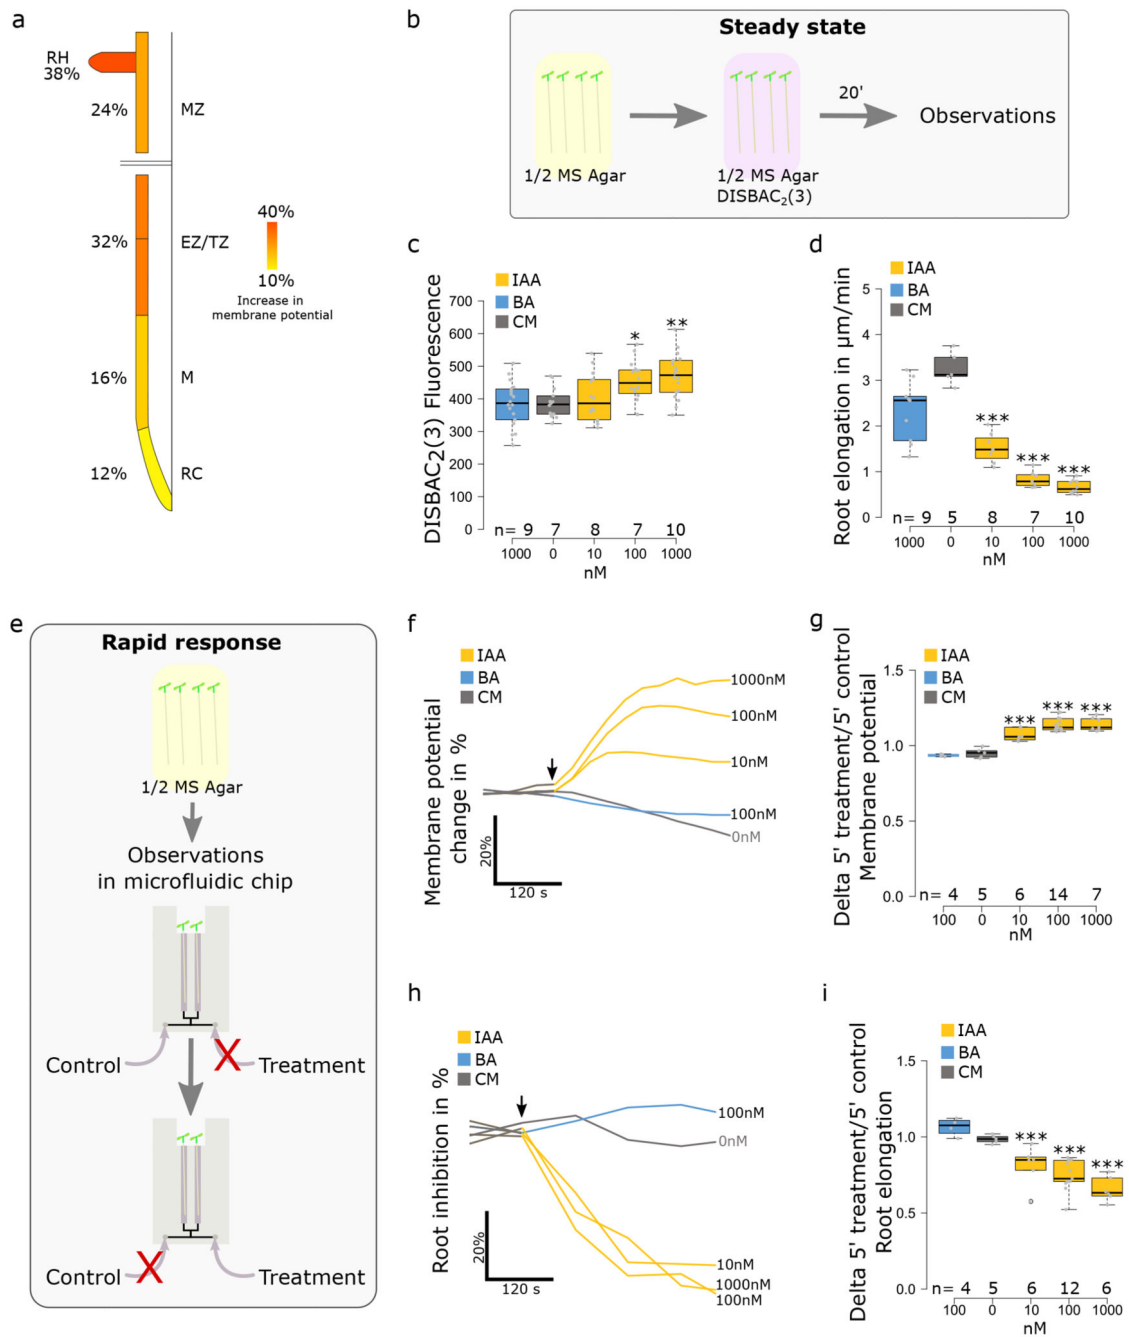 a
RH
38%
24%
MZ
32%
EZ/TZ
40%
10%
Increase in
membrane potential
16%
M
12%
RC
b
Steady state
20'
Observations
1/2 MS Agar
1/2 MS Agar
DISBAC2(3)
c
IAA
BA
CM
DISBAC2(3) Fluorescence
700
600
500
400
300
200
100
0
* **
n= 9 7 8 7 10
1000 0 10 100 1000
nM
d
IAA
BA
CM
Root elongation in µm/min
5
4
3
2
1
0
*** *** ***
n= 9 5 8 7 10
1000 0 10 100 1000
nM
e
Rapid response
1/2 MS Agar
Observations
in microfluidic chip
Control X Treatment
Control X Treatment
f
IAA
BA
CM
Membrane potential
change in %
1000nM
100nM
10nM
100nM
0nM
20%
120 s
g
IAA
BA
CM
Delta 5' treatment/5' control
Membrane potential
1.5
1.0
0.5
0.0
*** *** ***
n= 4 5 6 14 7
100 0 10 100 1000
nM
h
IAA
BA
CM
Root inhibition in %
100nM
0nM
10nM
1000nM
100nM
20%
120 s
i
IAA
BA
CM
Delta 5' treatment/5' control
Root elongation
1.5
1.0
0.5
0.0
*** *** ***
n= 4 5 6 12 6
100 0 10 100 1000
nM